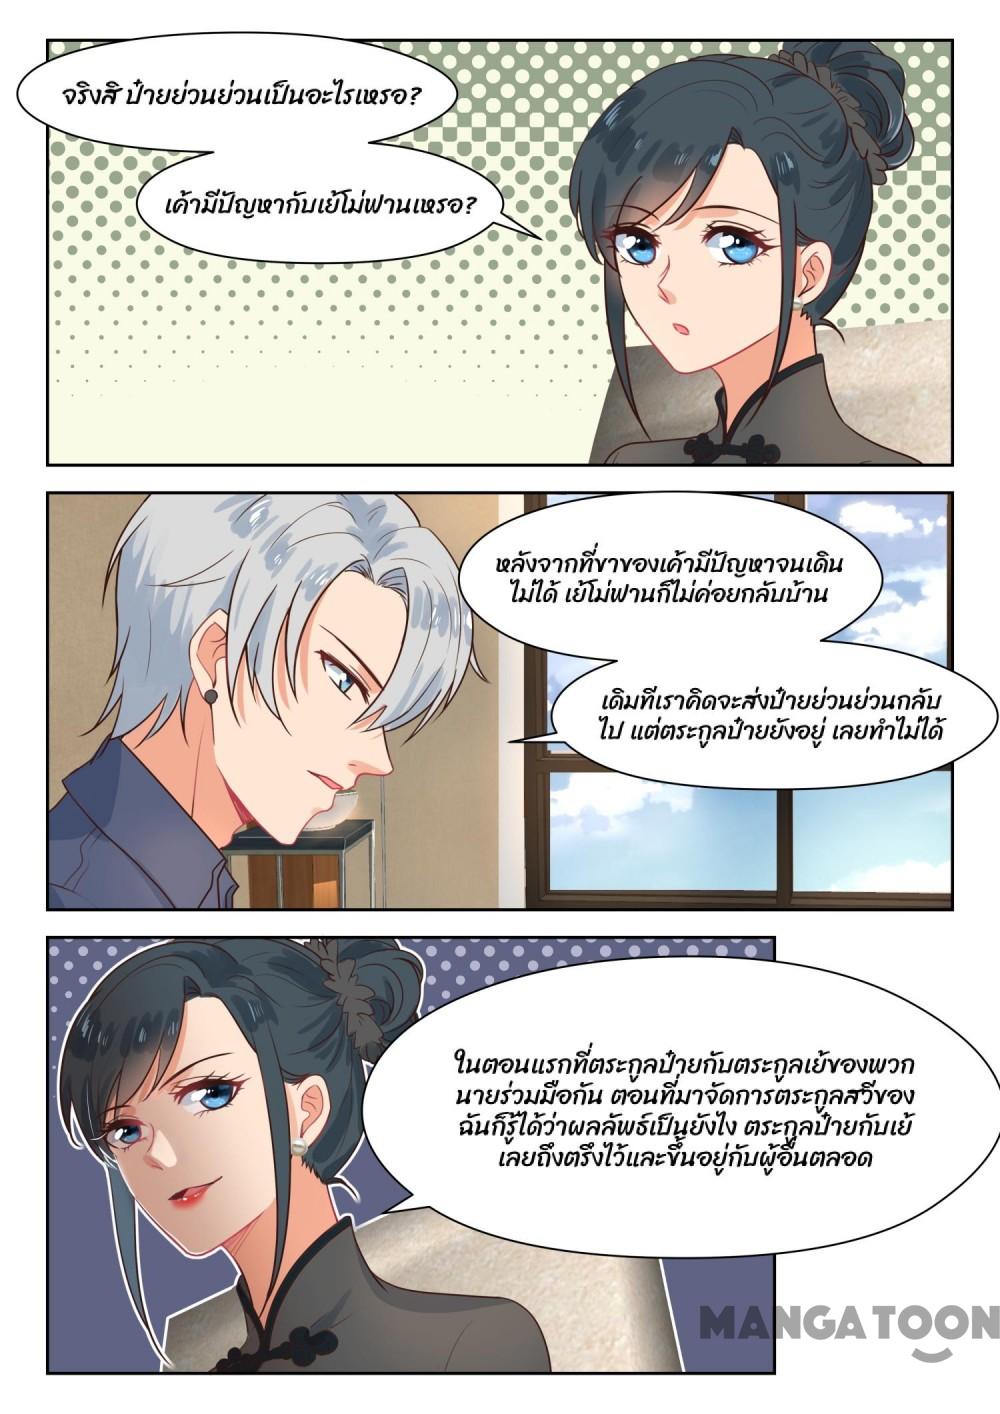 จริงสิ ป๋ายย่วนย่วนเป็นอะไรเหรอ?
เค้ามีปัญหากับเย้โม่ฟานเหรอ?
หลังจากที่ขาของเค้ามีปัญหาจนเดิน
ไม่ได้ เย้โม่ฟานก็ไม่ค่อยกลับบ้าน
เดิมทีเราคิดจะส่งป๋ายย่วนย่วนกลับ
ไป แต่ตระกูลป๋ายยังอยู่ เลยทำไม่ได้
ในตอนแรกที่ตระกูลป๋ายกับตระกูลเย้ของพวก
นายร่วมมือกัน ตอนที่มาจัดการตระกูลสวีของ
ฉันก็รู้ได้ว่าผลลัพธ์เป็นยังไง ตระกูลป๋ายกับเย้
เลยถึงตรึงไว้และขึ้นอยู่กับผู้อื่นตลอด
MANGATOON